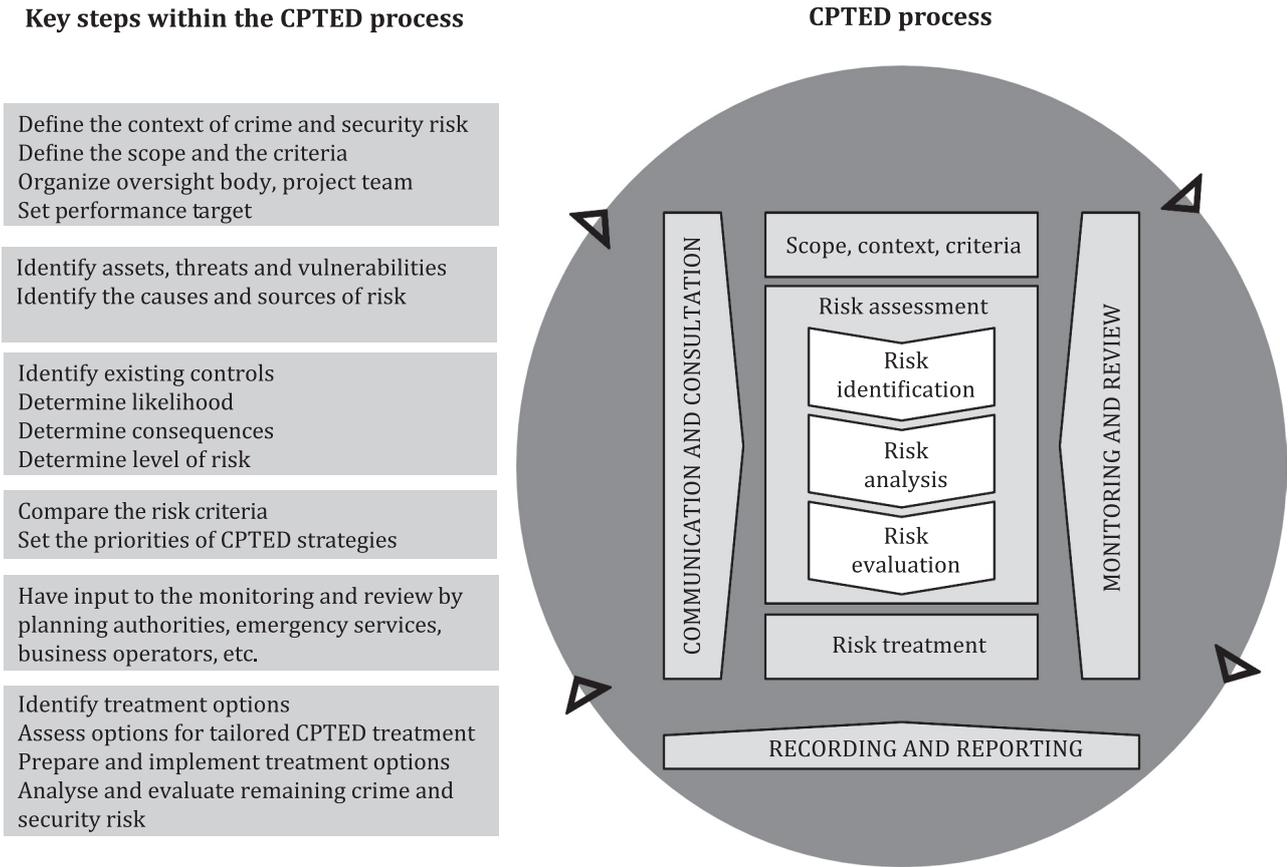 Key steps within the CPTED process
Define the context of crime and security risk
Define the scope and the criteria
Organize oversight body, project team
Set performance target
Identify assets, threats and vulnerabilities
Identify the causes and sources of risk
Identify existing controls
Determine likelihood
Determine consequences
Determine level of risk
Compare the risk criteria
Set the priorities of CPTED strategies
Have input to the monitoring and review by
planning authorities, emergency services,
business operators, etc.
Identify treatment options
Assess options for tailored CPTED treatment
Prepare and implement treatment options
Analyse and evaluate remaining crime and
security risk
CPTED process
COMMUNICATION AND CONSULTATION
Scope, context, criteria
Risk assessment
Risk
identification
Risk
analysis
Risk
evaluation
Risk treatment
MONITORING AND REVIEW
RECORDING AND REPORTING